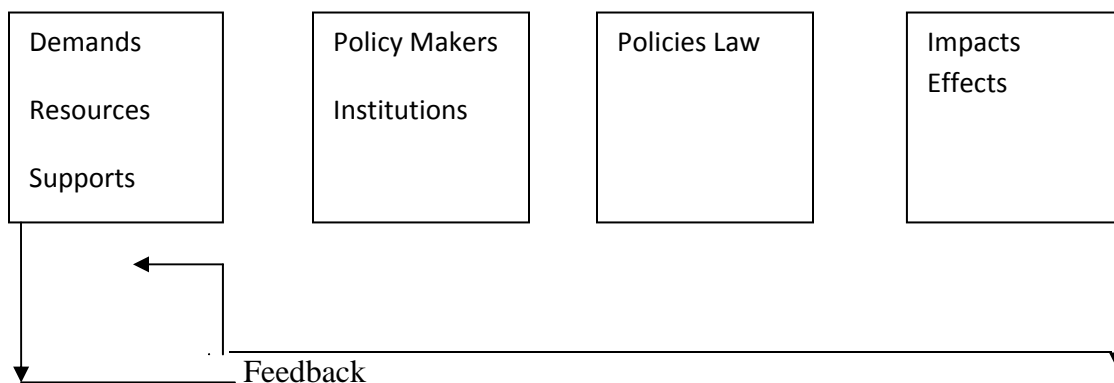 Demands
Resources
Supports
Policy Makers
Institutions
Policies Law
Impacts
Effects
Feedback